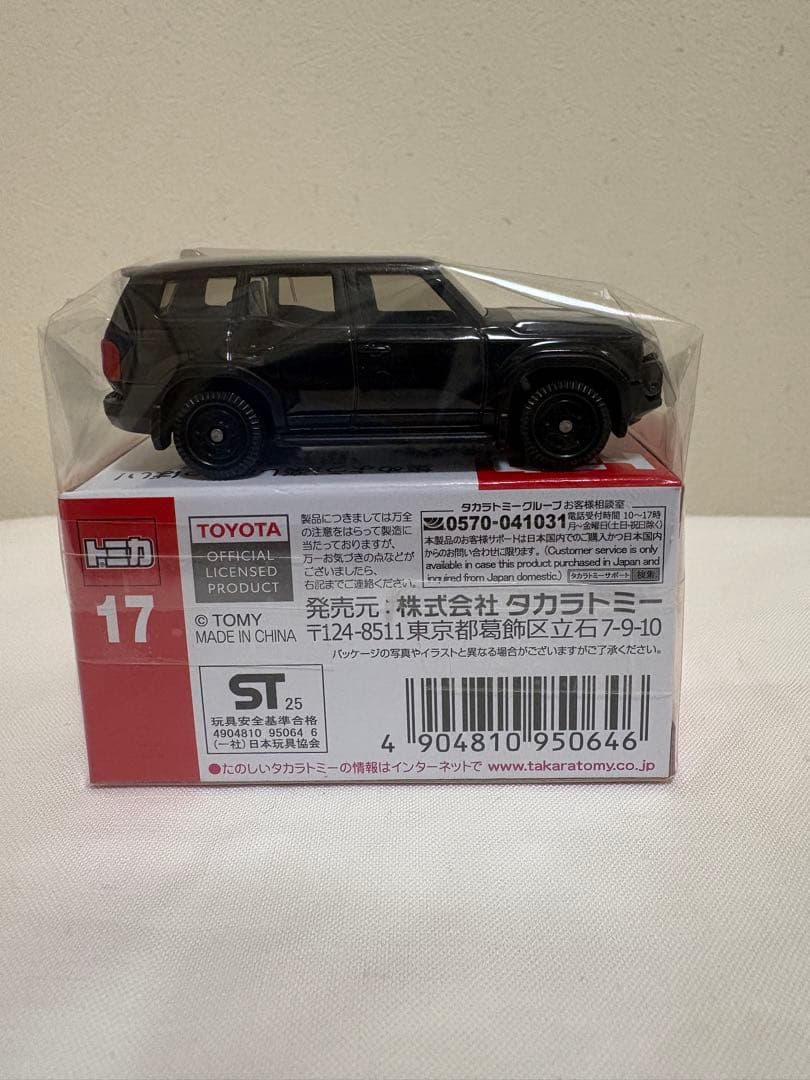 トミカ
17
TOYOTA
OFFICIAL
LICENSED
PRODUCT
© TOMY
MADE IN CHINA
製品につきましては万全
の注意をはらって製造に
当たっておりますが、
万一お気づきの点などが
ございましたら、
右記までご連絡ください。
タカラトミーグループ お客様相談室
0570-041031
電話受付時間 10〜17時
月〜金曜日(土日・祝日除く)
本製品のお客様サポートは日本国内でのご購入かつ日本国内
からのお問い合わせに限ります。(Customer service is only
available in case this product purchased in Japan and
inquired from Japan domestic.)
タカラトミーサポート 検索
発売元:株式会社 タカラトミー
〒124-8511東京都葛飾区立石7-9-10
パッケージの写真やイラストと異なる場合がございますがご了承ください。
ST 25
玩具安全基準合格
4904810 95064 6
(一社)日本玩具協会
4 904810 950646
●たのしいタカラトミーの情報はインターネットで www.takaratomy.co.jp